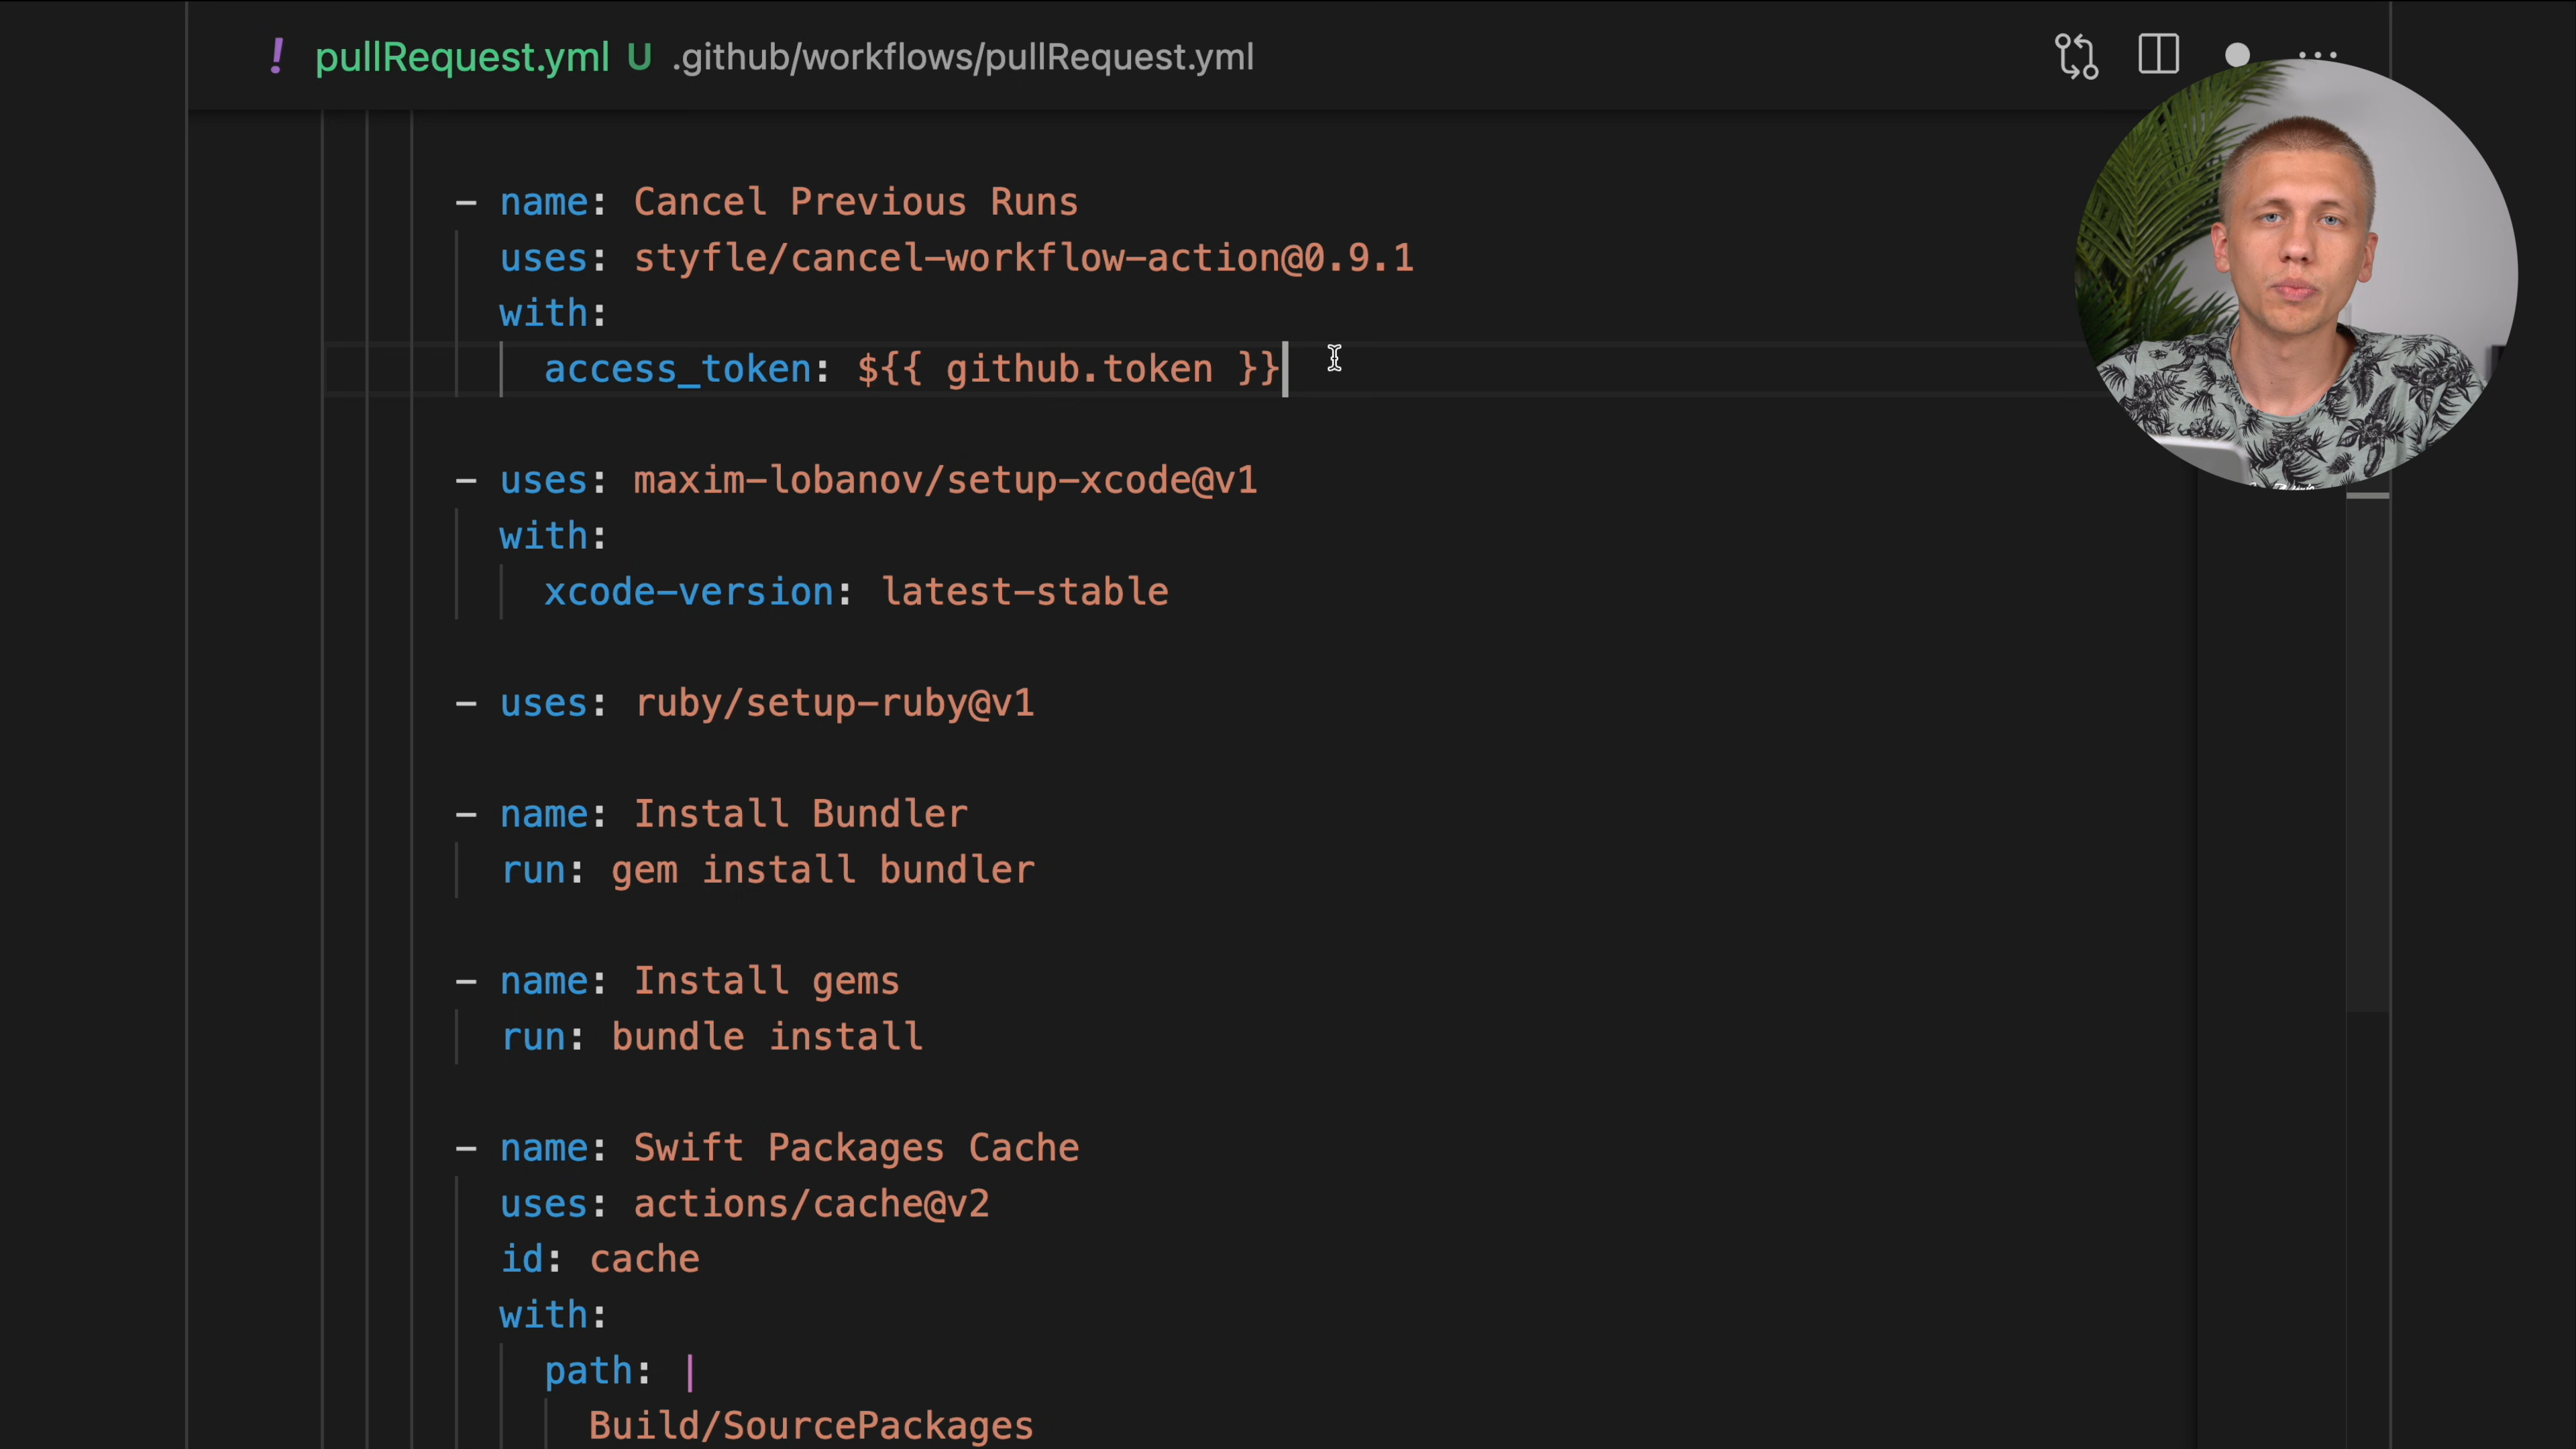 ! pullRequest.yml U .github/workflows/pullRequest.yml
- name: Cancel Previous Runs
uses: styfle/cancel-workflow-action@0.9.1
with:
access_token: ${{ github.token }}
- uses: maxim-lobanov/setup-xcode@v1
with:
xcode-version: latest-stable
- uses: ruby/setup-ruby@v1
- name: Install Bundler
run: gem install bundler
- name: Install gems
run: bundle install
- name: Swift Packages Cache
uses: actions/cache@v2
id: cache
with:
path: |
Build/SourcePackages